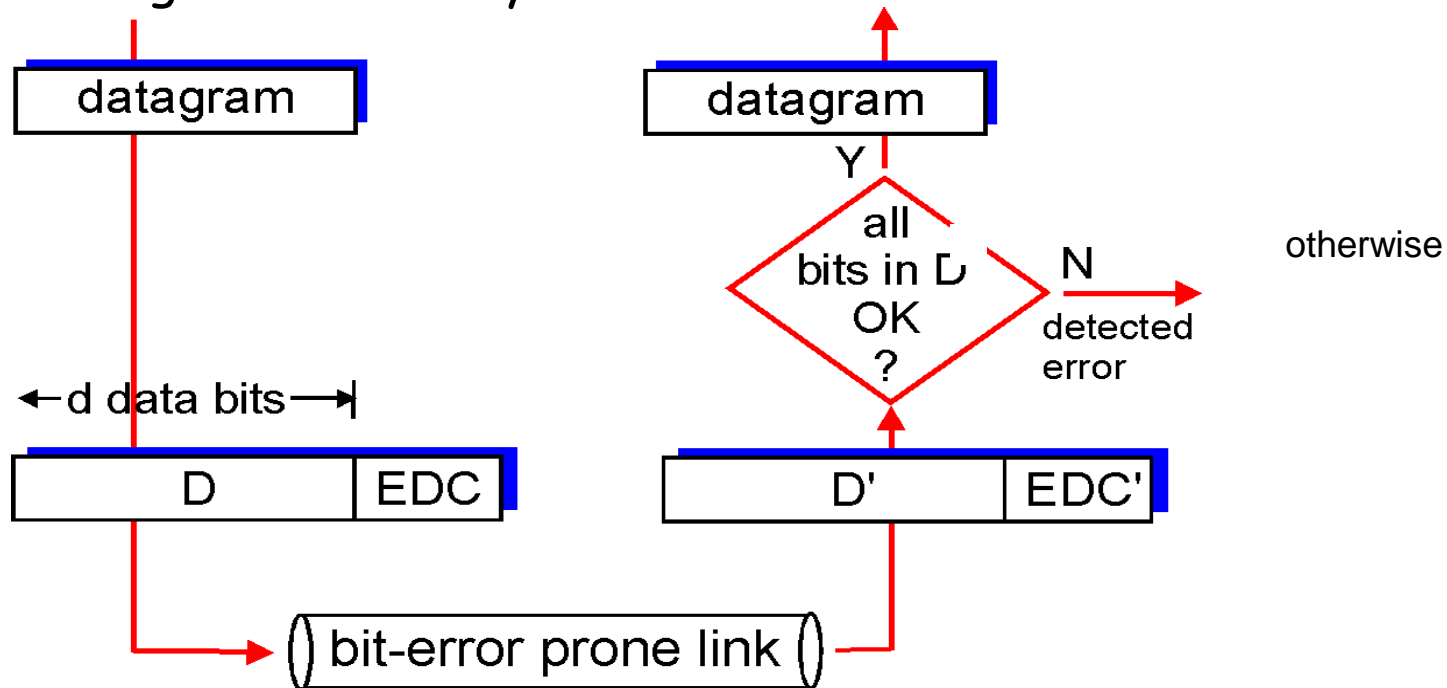 datagram
datagram
Y
all
bits in D
OK
?
N
otherwise
detected
error
d data bits
D
EDC
D'
EDC'
bit-error prone link